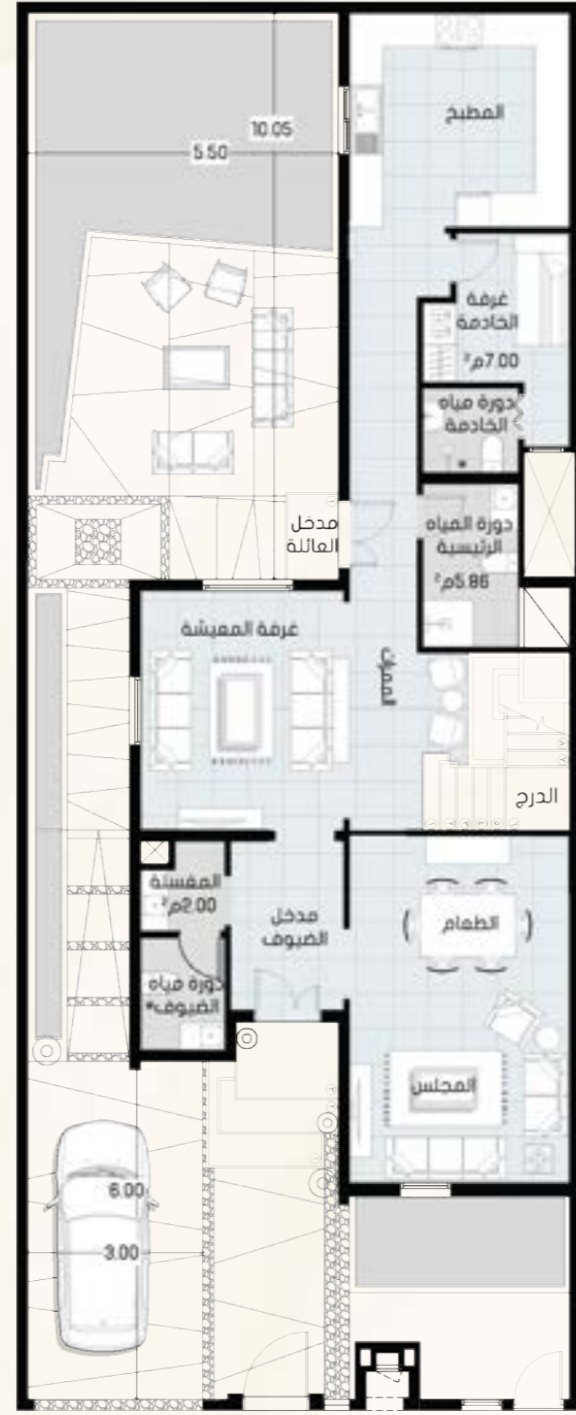 المطبخ
10.05
5.50
غرفة
الخادمة
7.00م²
دورة مياه
الخادمة
مدخل
العائلة
دورة المياه
الرئيسية
5.86م²
غرفة المعيشة
الممرات
الدرج
المغسلة
2.00م²
مدخل
الضيوف
الطعام
دورة مياه
الضيوف*
المجلس
6.00
3.00